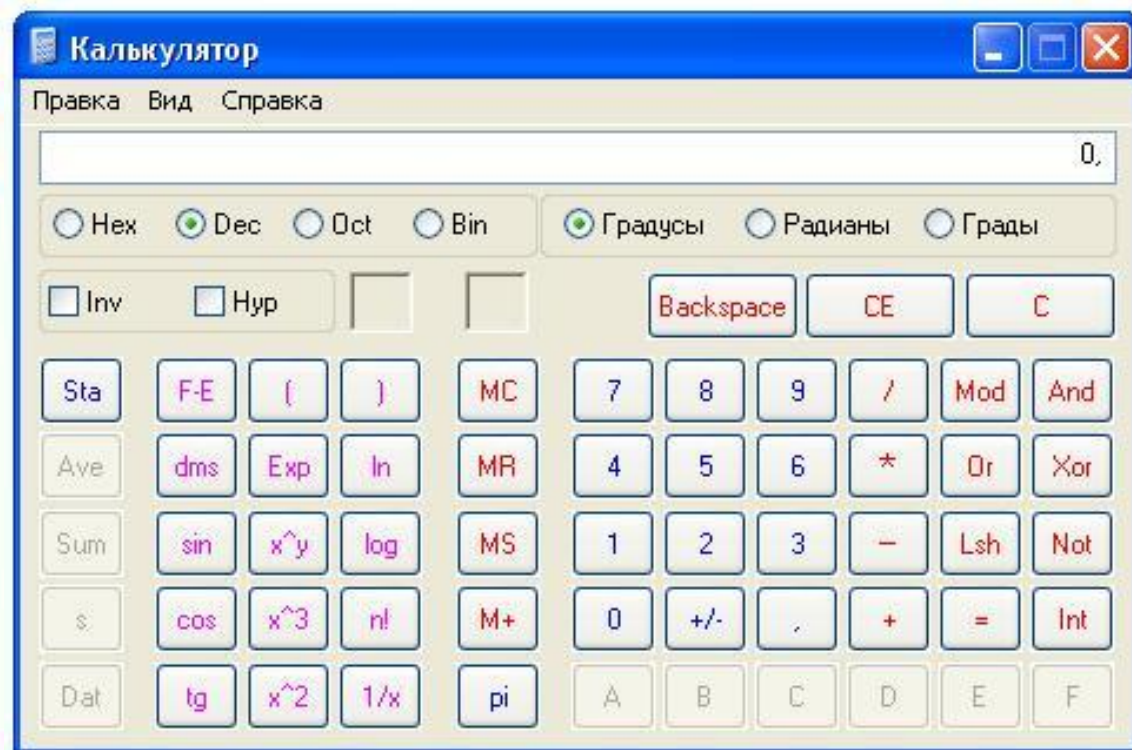 Калькулятор
Правка Вид Справка
0,
Hex Dec Oct Bin Градусы Радианы Грады
Inv Hyp Backspace CE C
Sta F-E ( ) MC 7 8 9 / Mod And
Ave dms Exp ln MR 4 5 6 * Or Xor
Sum sin x^y log MS 1 2 3 − Lsh Not
s cos x^3 n! M+ 0 +/- , + = Int
Dat tg x^2 1/x pi A B C D E F